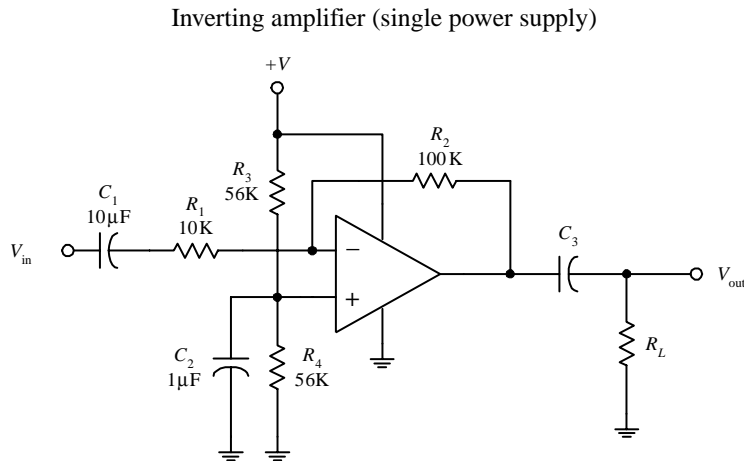 Inverting amplifier (single power supply)
+V
R2
100K
R3
56K
C1
10μF
R1
10K
Vin
−
+
C3
Vout
C2
1μF
R4
56K
RL